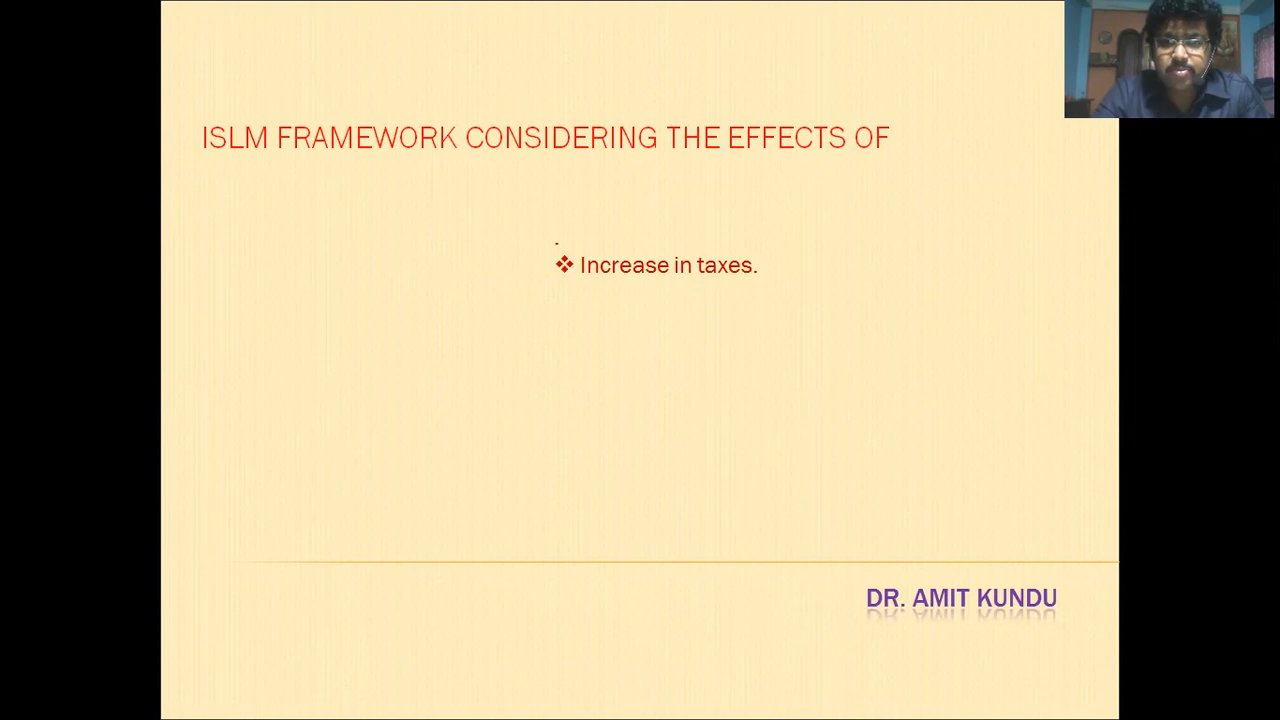 ISLM FRAMEWORK CONSIDERING THE EFFECTS OF
.
❖ Increase in taxes.
DR. AMIT KUNDU